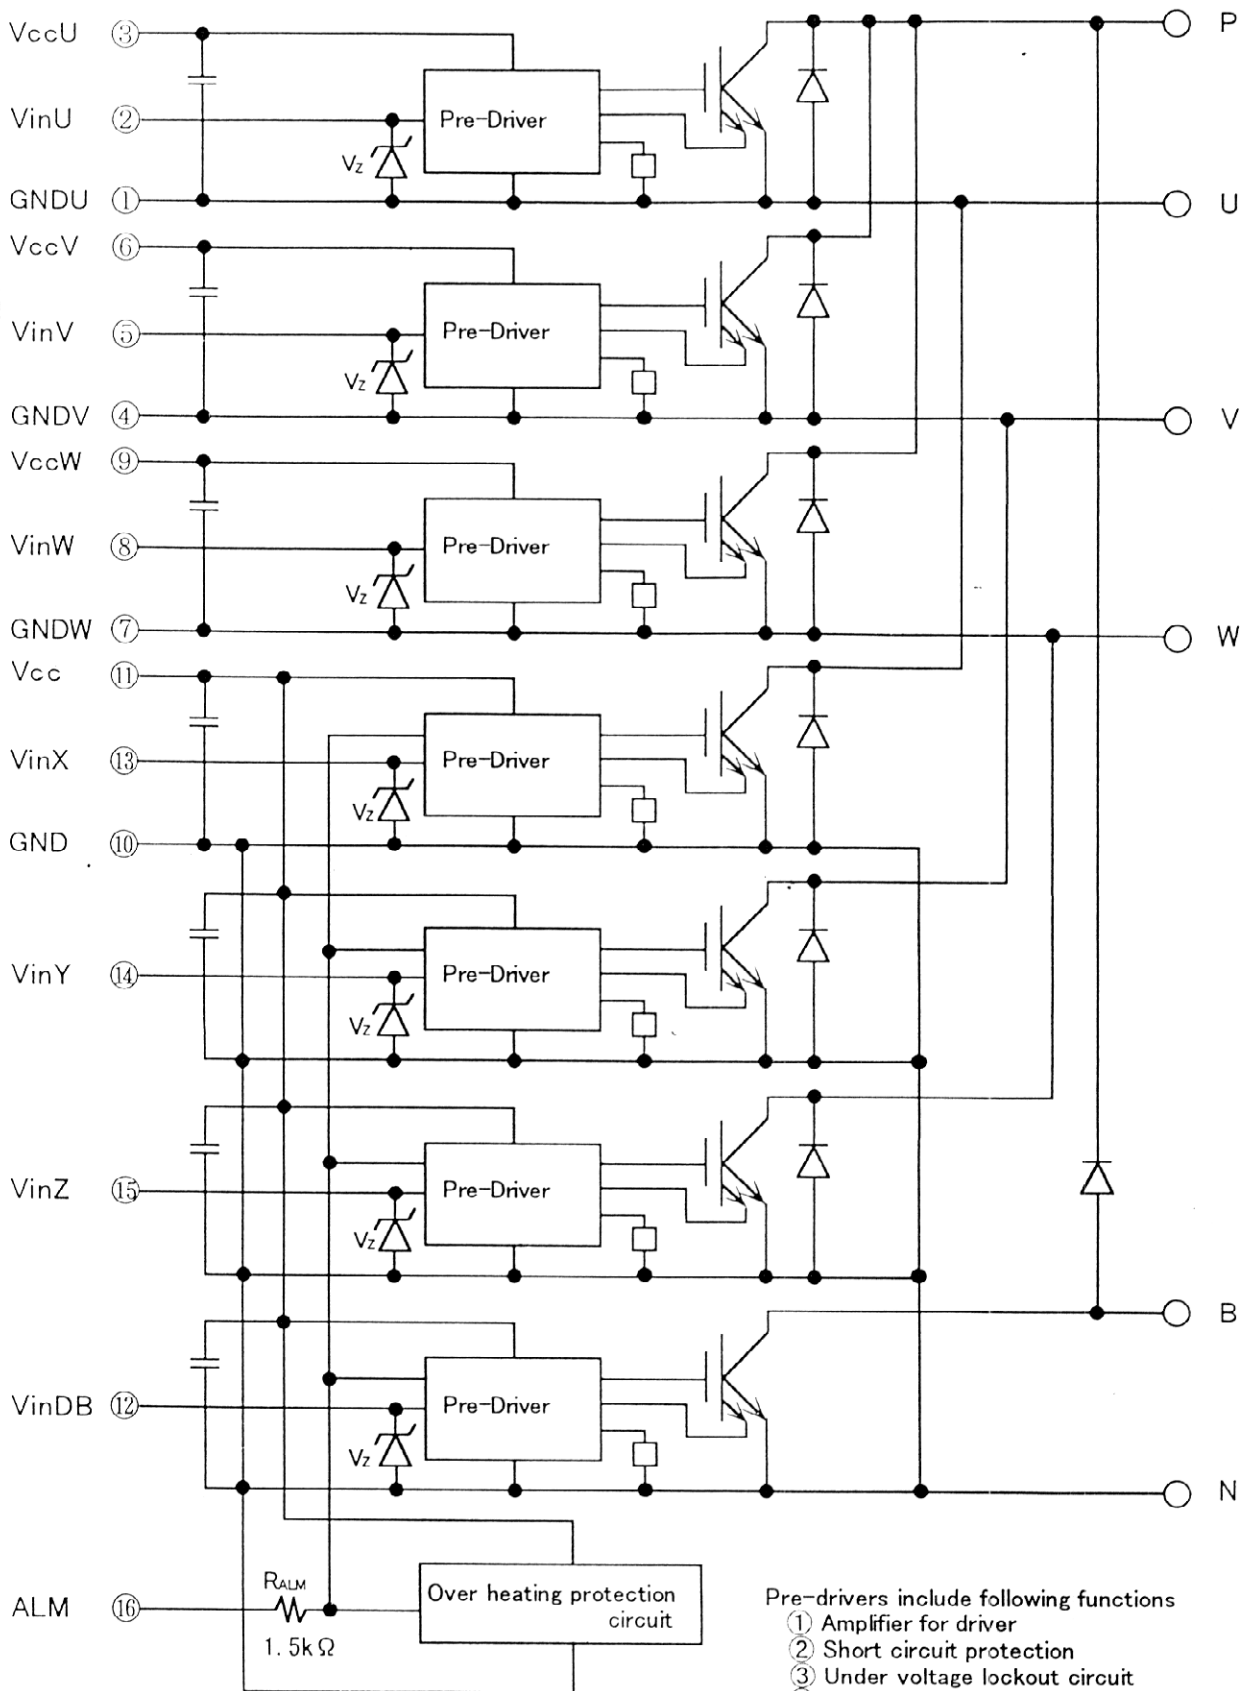 VccU ③ P
VinU ② Pre-Driver
Vz
GNDU ① U
VccV ⑥
VinV ⑤ Pre-Driver
Vz
GNDV ④ V
VccW ⑨
VinW ⑧ Pre-Driver
Vz
GNDW ⑦ W
Vcc ⑪
VinX ⑬ Pre-Driver
Vz
GND ⑩
VinY ⑭ Pre-Driver
Vz
VinZ ⑮ Pre-Driver
Vz
B
VinDB ⑫ Pre-Driver
Vz
N
RALM
ALM ⑯ Over heating protection
circuit
1.5kΩ
Pre-drivers include following functions
① Amplifier for driver
② Short circuit protection
③ Under voltage lockout circuit